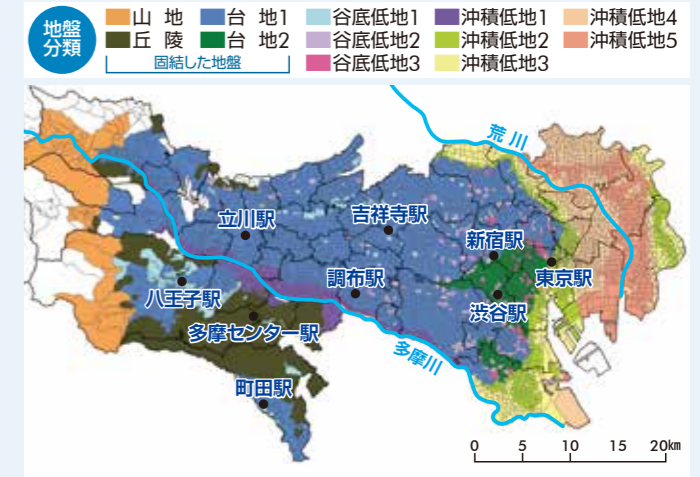 地盤
分類
山 地
丘 陵
台 地1
台 地2
固結した地盤
谷底低地1
谷底低地2
谷底低地3
沖積低地1
沖積低地2
沖積低地3
沖積低地4
沖積低地5
荒川
立川駅
吉祥寺駅
新宿駅
東京駅
八王子駅
調布駅
渋谷駅
多摩センター駅
多摩川
町田駅
0 5 10 15 20km